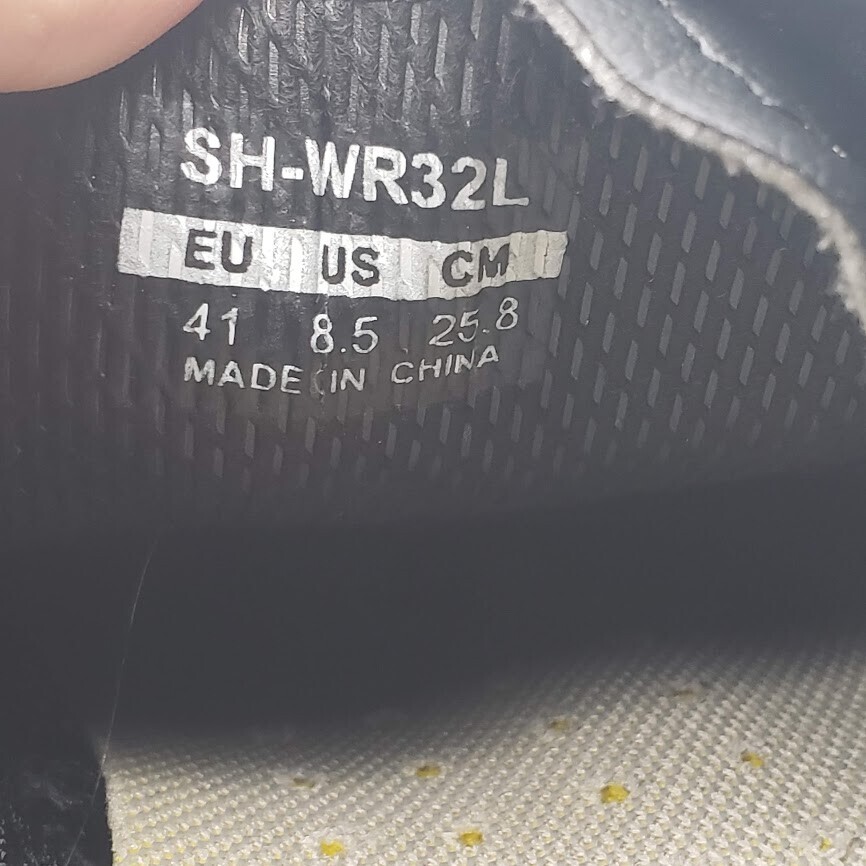 SH-WR32L
EU US CM
41 8.5 25.8
MADE IN CHINA